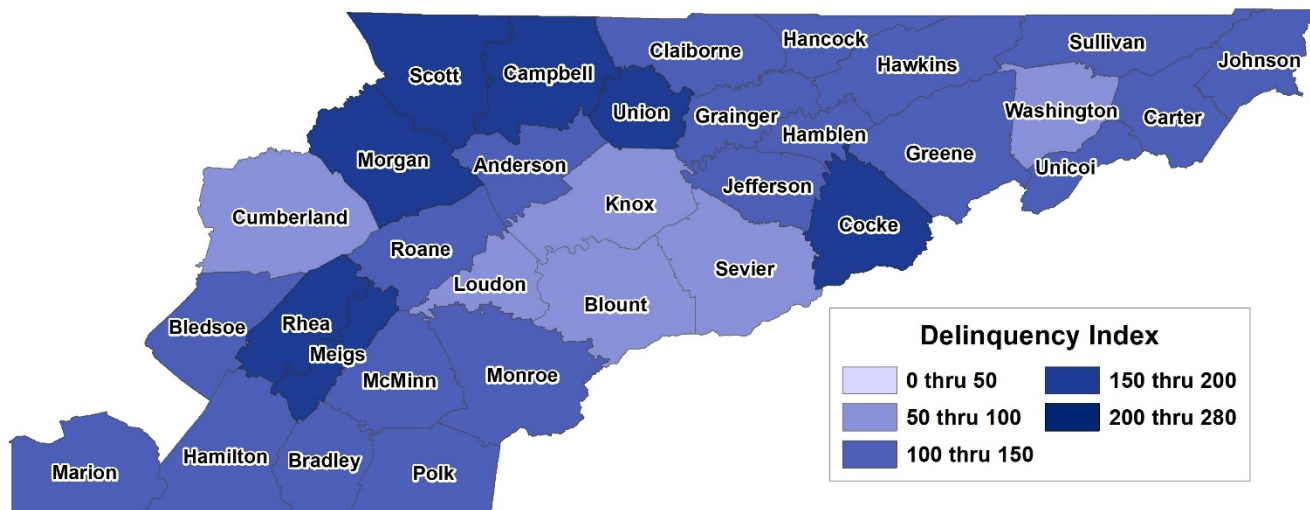 Claiborne
Hancock
Sullivan
Johnson
Scott
Campbell
Hawkins
Union
Grainger
Washington
Carter
Hamblen
Morgan
Anderson
Greene
Unicoi
Jefferson
Cumberland
Knox
Cocke
Roane
Sevier
Loudon
Blount
Bledsoe
Rhea
Meigs
McMinn
Monroe
Marion
Hamilton
Bradley
Polk
Delinquency Index
0 thru 50
50 thru 100
100 thru 150
150 thru 200
200 thru 280